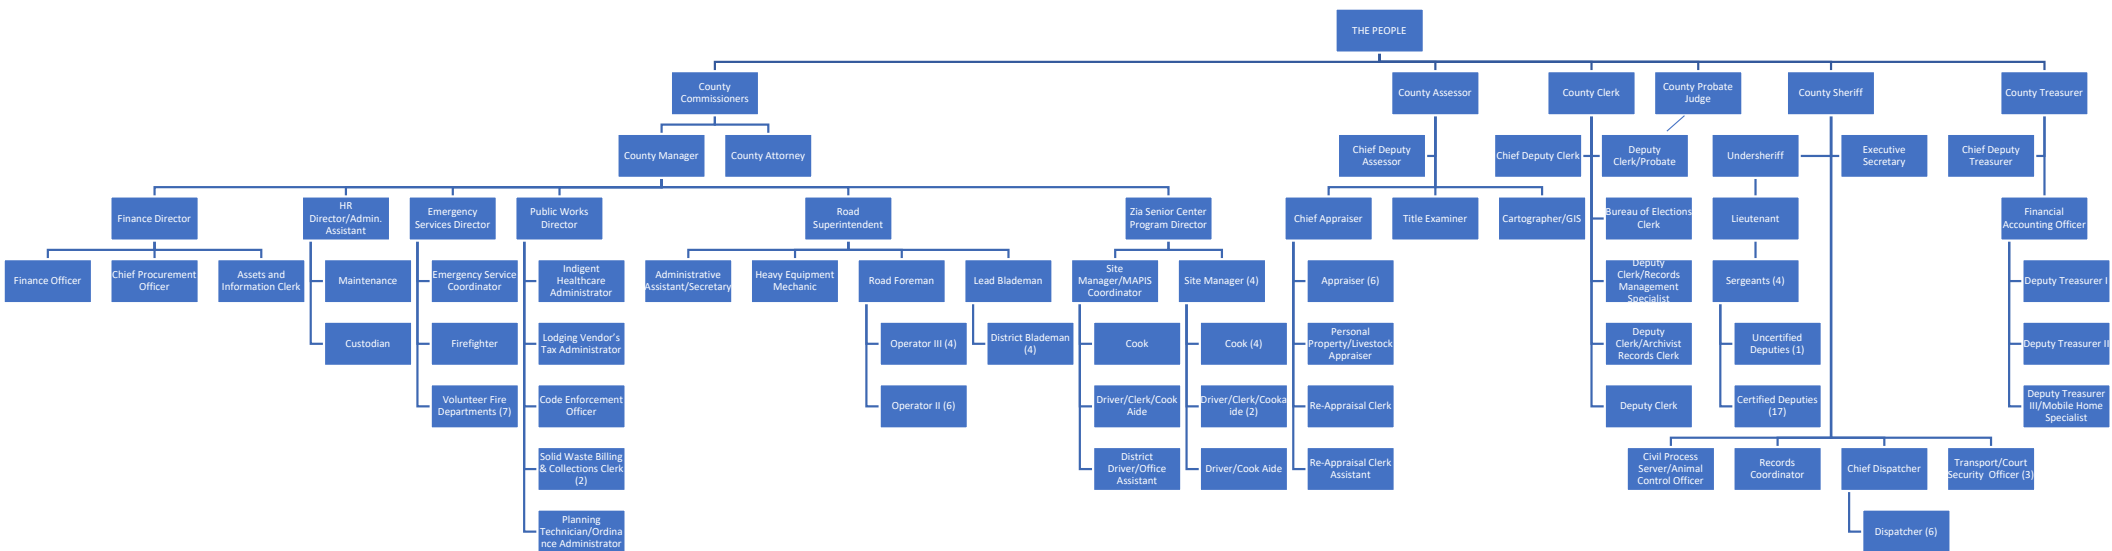 THE PEOPLE
County
Commissioners
County Assessor
County Clerk
County Probate
Judge
County Sheriff
County Treasurer
County Manager
County Attorney
Chief Deputy
Assessor
Chief Deputy Clerk
Deputy
Clerk/Probate
Undersheriff
Executive
Secretary
Chief Deputy
Treasurer
Finance Director
HR
Director/Admin.
Assistant
Emergency
Services Director
Public Works
Director
Road
Superintendent
Zia Senior Center
Program Director
Chief Appraiser
Title Examiner
Cartographer/GIS
Bureau of Elections
Clerk
Lieutenant
Financial
Accounting Officer
Finance Officer
Chief Procurement
Officer
Assets and
Information Clerk
Maintenance
Emergency Service
Coordinator
Indigent
Healthcare
Administrator
Administrative
Assistant/Secretary
Heavy Equipment
Mechanic
Road Foreman
Lead Blademan
Site
Manager/MAPIS
Coordinator
Site Manager (4)
Appraiser (6)
Deputy
Clerk/Records
Management
Specialist
Sergeants (4)
Deputy Treasurer I
Custodian
Firefighter
Lodging Vendor's
Tax Administrator
Operator III (4)
District Blademan
(4)
Cook
Cook (4)
Personal
Property/Livestock
Appraiser
Deputy
Clerk/Archivist
Records Clerk
Uncertified
Deputies (1)
Deputy Treasurer II
Volunteer Fire
Departments (7)
Code Enforcement
Officer
Operator II (6)
Driver/Clerk/Cook
Aide
Driver/Clerk/Cooka
ide (2)
Re-Appraisal Clerk
Deputy Clerk
Certified Deputies
(17)
Deputy Treasurer
III/Mobile Home
Specialist
Solid Waste Billing
& Collections Clerk
(2)
District
Driver/Office
Assistant
Driver/Cook Aide
Re-Appraisal Clerk
Assistant
Civil Process
Server/Animal
Control Officer
Records
Coordinator
Chief Dispatcher
Transport/Court
Security Officer (3)
Planning
Technician/Ordina
nce Administrator
Dispatcher (6)